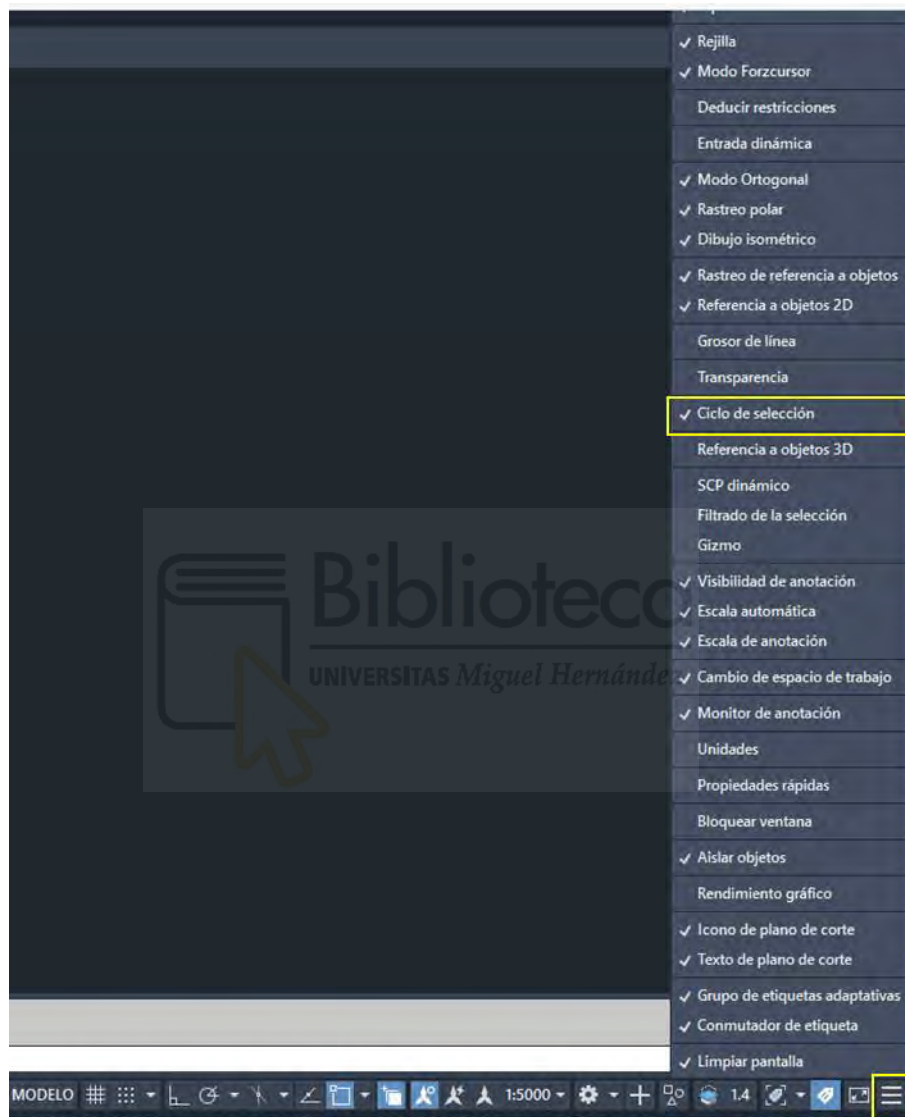 Rejilla
Modo Forzcursor
Deducir restricciones
Entrada dinámica
Modo Ortogonal
Rastreo polar
Dibujo isométrico
Rastreo de referencia a objetos
Referencia a objetos 2D
Grosor de línea
Transparencia
Ciclo de selección
Referencia a objetos 3D
SCP dinámico
Filtrado de la selección
Gizmo
Biblioteca
UNIVERSITAS Miguel Hernánde
Visibilidad de anotación
Escala automática
Escala de anotación
Cambio de espacio de trabajo
Monitor de anotación
Unidades
Propiedades rápidas
Bloquear ventana
Aislar objetos
Rendimiento gráfico
Icono de plano de corte
Texto de plano de corte
Grupo de etiquetas adaptativas
Conmutador de etiqueta
Limpiar pantalla
MODELO 1:5000 1.4